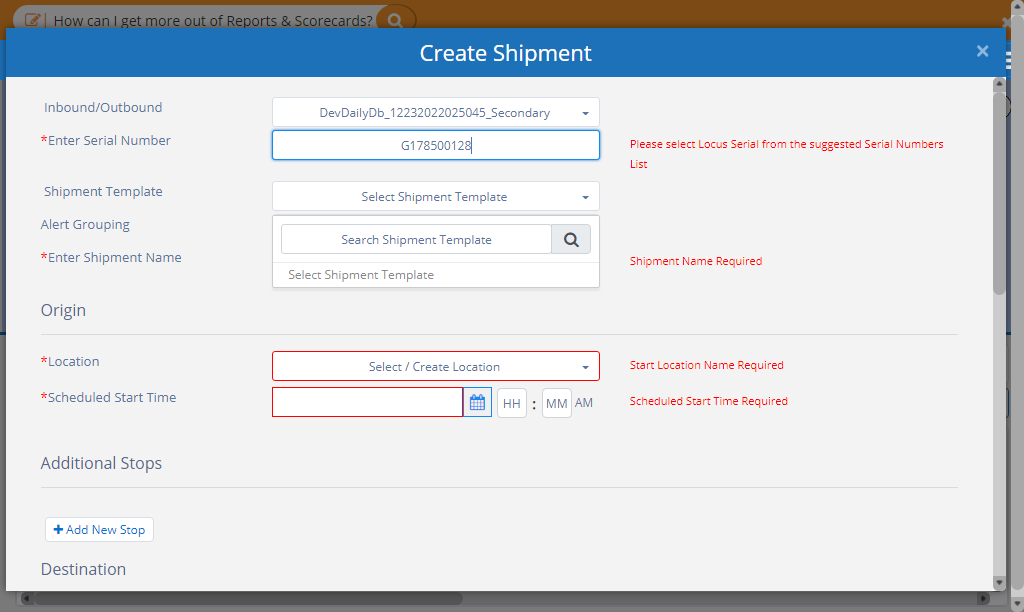 How can I get more out of Reports & Scorecards?
Create Shipment
×
Inbound/Outbound
DevDailyDb_12232022025045_Secondary
*Enter Serial Number
G178500128
Please select Locus Serial from the suggested Serial Numbers
List
Shipment Template
Select Shipment Template
Alert Grouping
Search Shipment Template
*Enter Shipment Name
Shipment Name Required
Select Shipment Template
Origin
*Location
Select / Create Location
Start Location Name Required
*Scheduled Start Time
HH : MM AM
Scheduled Start Time Required
Additional Stops
+ Add New Stop
Destination